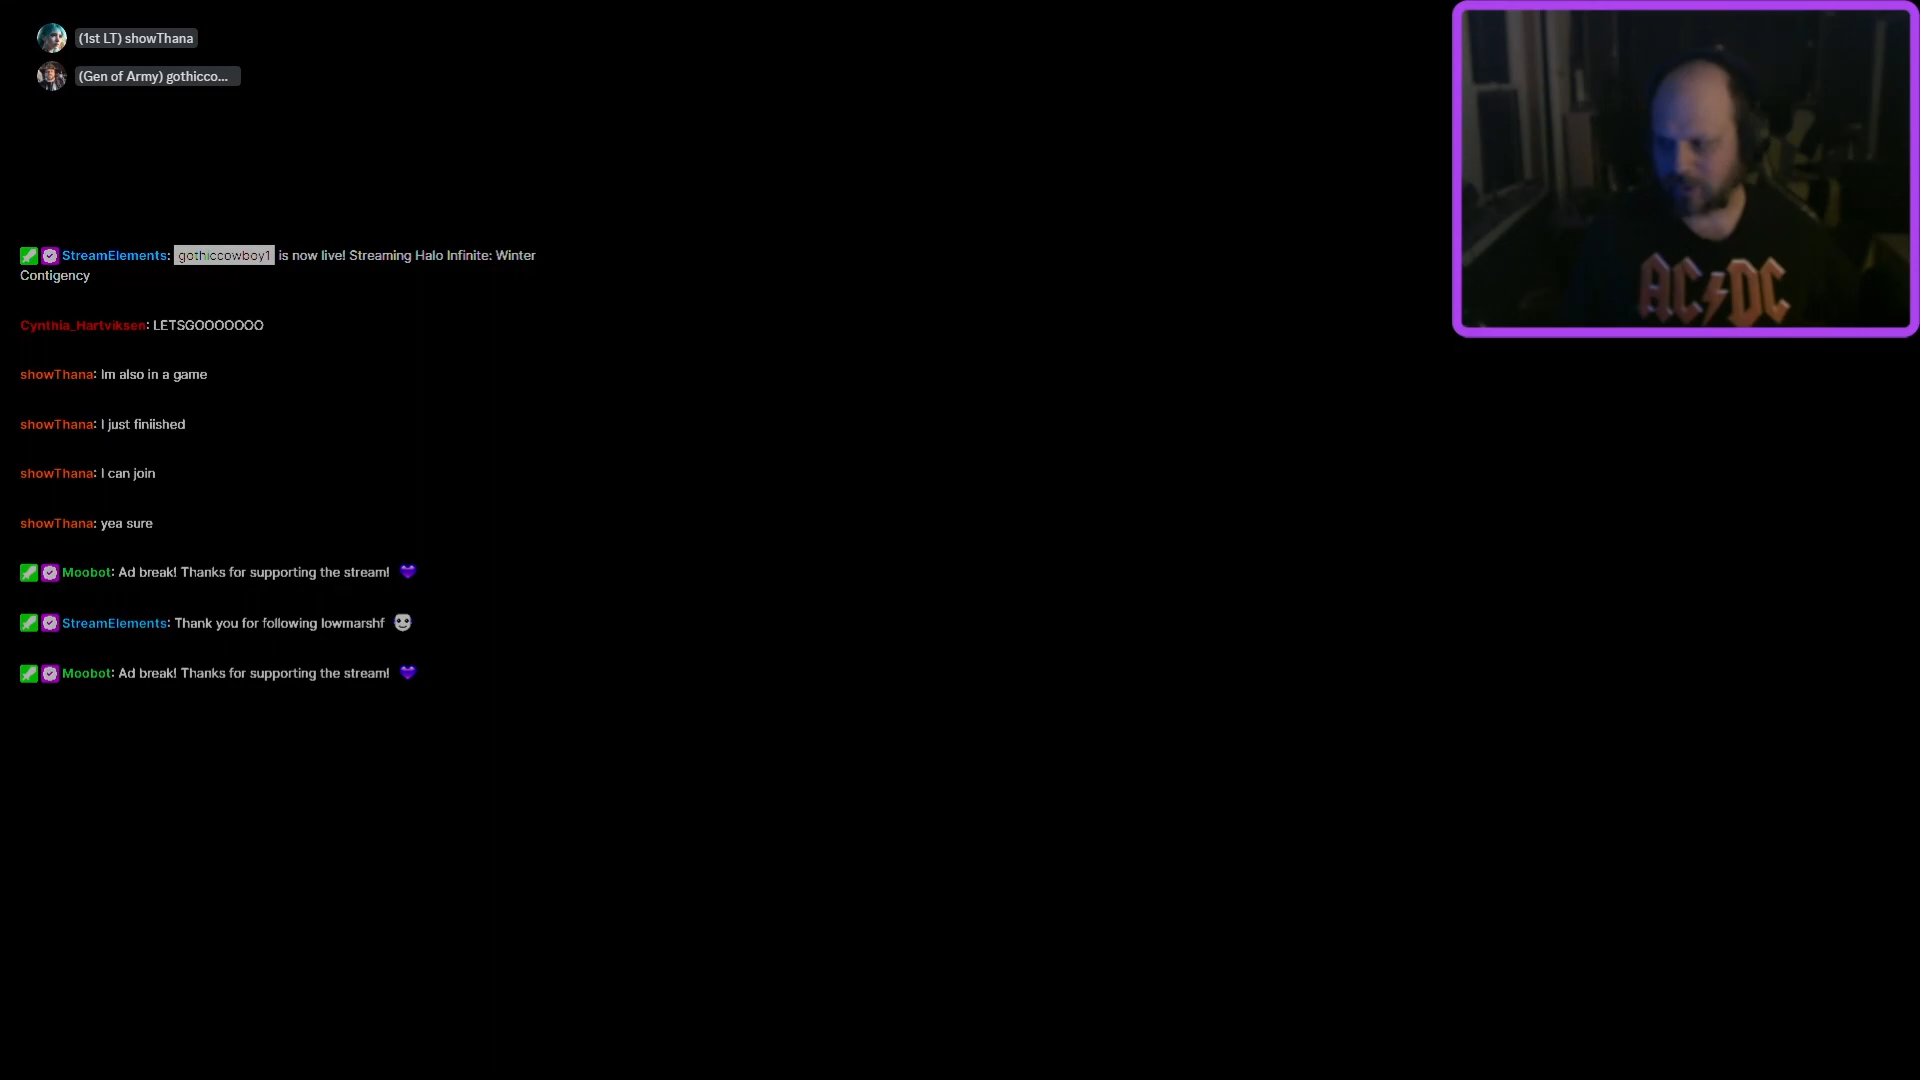 (1st LT) showThana
(Gen of Army) gothicco...
StreamElements: gothiccowboy1 is now live! Streaming Halo Infinite: Winter
Contigency
Cynthia_Hartviksen: LETSGOOOOOOO
showThana: Im also in a game
showThana: I just finiished
showThana: I can join
showThana: yea sure
Moobot: Ad break! Thanks for supporting the stream!
StreamElements: Thank you for following lowmarshf
Moobot: Ad break! Thanks for supporting the stream!
AC DC